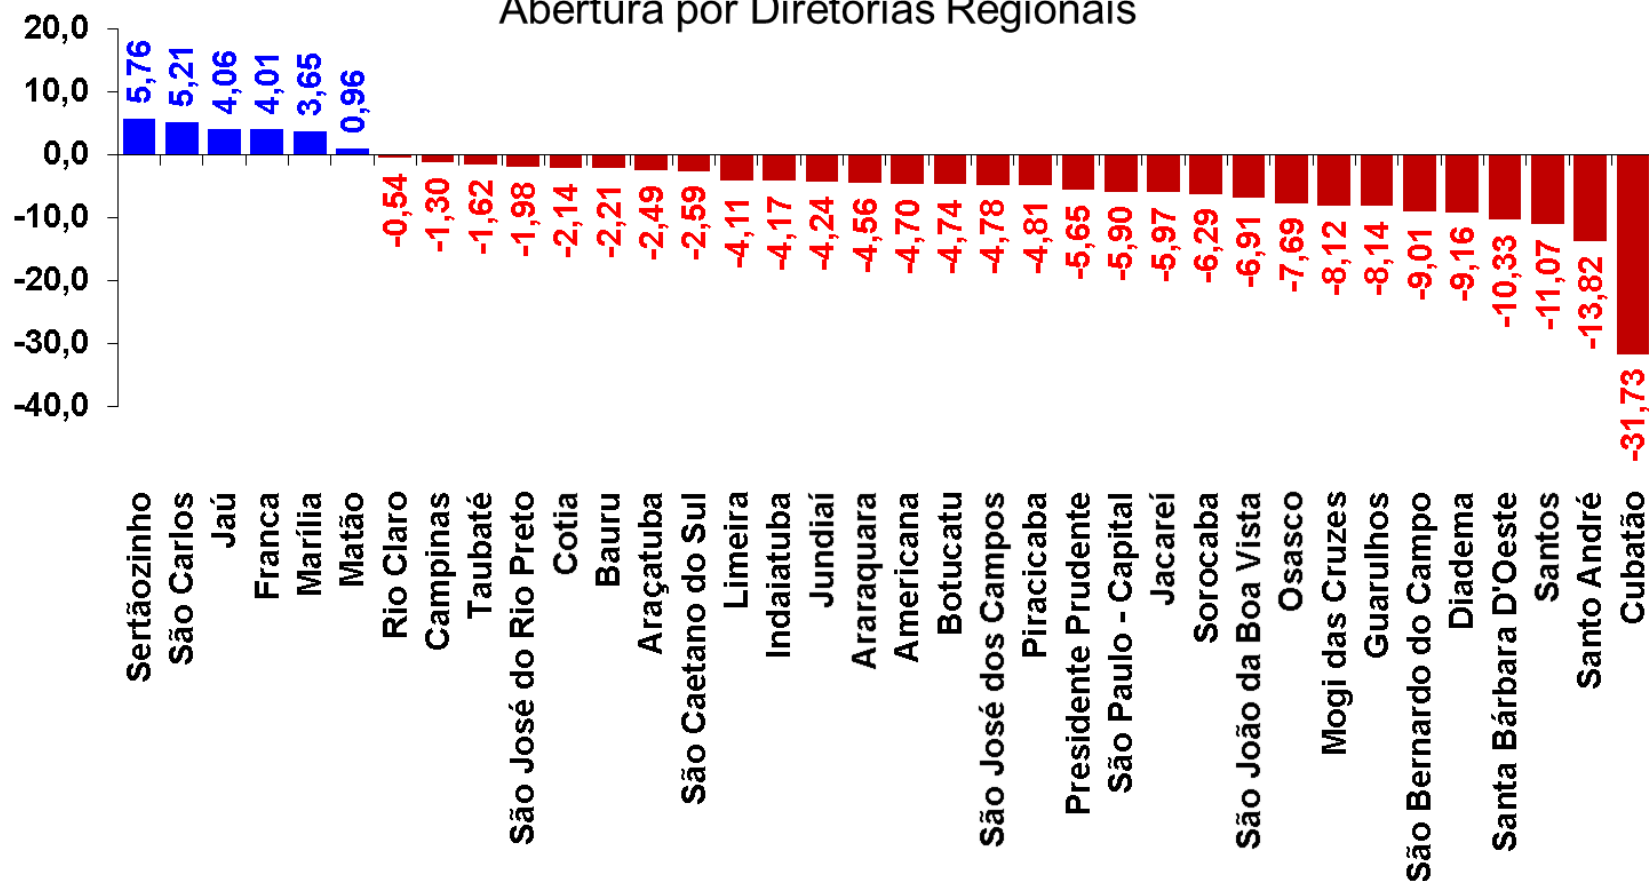 Abertura por Diretorias Regionais
20,0
10,0
0,0
-10,0
-20,0
-30,0
-40,0
5,76
5,21
4,06
4,01
3,65
0,96
-0,54
-1,30
-1,62
-1,98
-2,14
-2,21
-2,49
-2,59
-4,11
-4,17
-4,24
-4,56
-4,70
-4,74
-4,78
-4,81
-5,65
-5,90
-5,97
-6,29
-6,91
-7,69
-8,12
-8,14
-9,01
-9,16
-10,33
-11,07
-13,82
-31,73
Sertãozinho
São Carlos
Jaú
Franca
Marília
Matão
Rio Claro
Campinas
Taubaté
São José do Rio Preto
Cotia
Bauru
Araçatuba
São Caetano do Sul
Limeira
Indaiatuba
Jundiaí
Araraquara
Americana
Botucatu
São José dos Campos
Piracicaba
Presidente Prudente
São Paulo - Capital
Jacareí
Sorocaba
São João da Boa Vista
Osasco
Mogi das Cruzes
Guarulhos
São Bernardo do Campo
Diadema
Santa Bárbara D'Oeste
Santos
Santo André
Cubatão